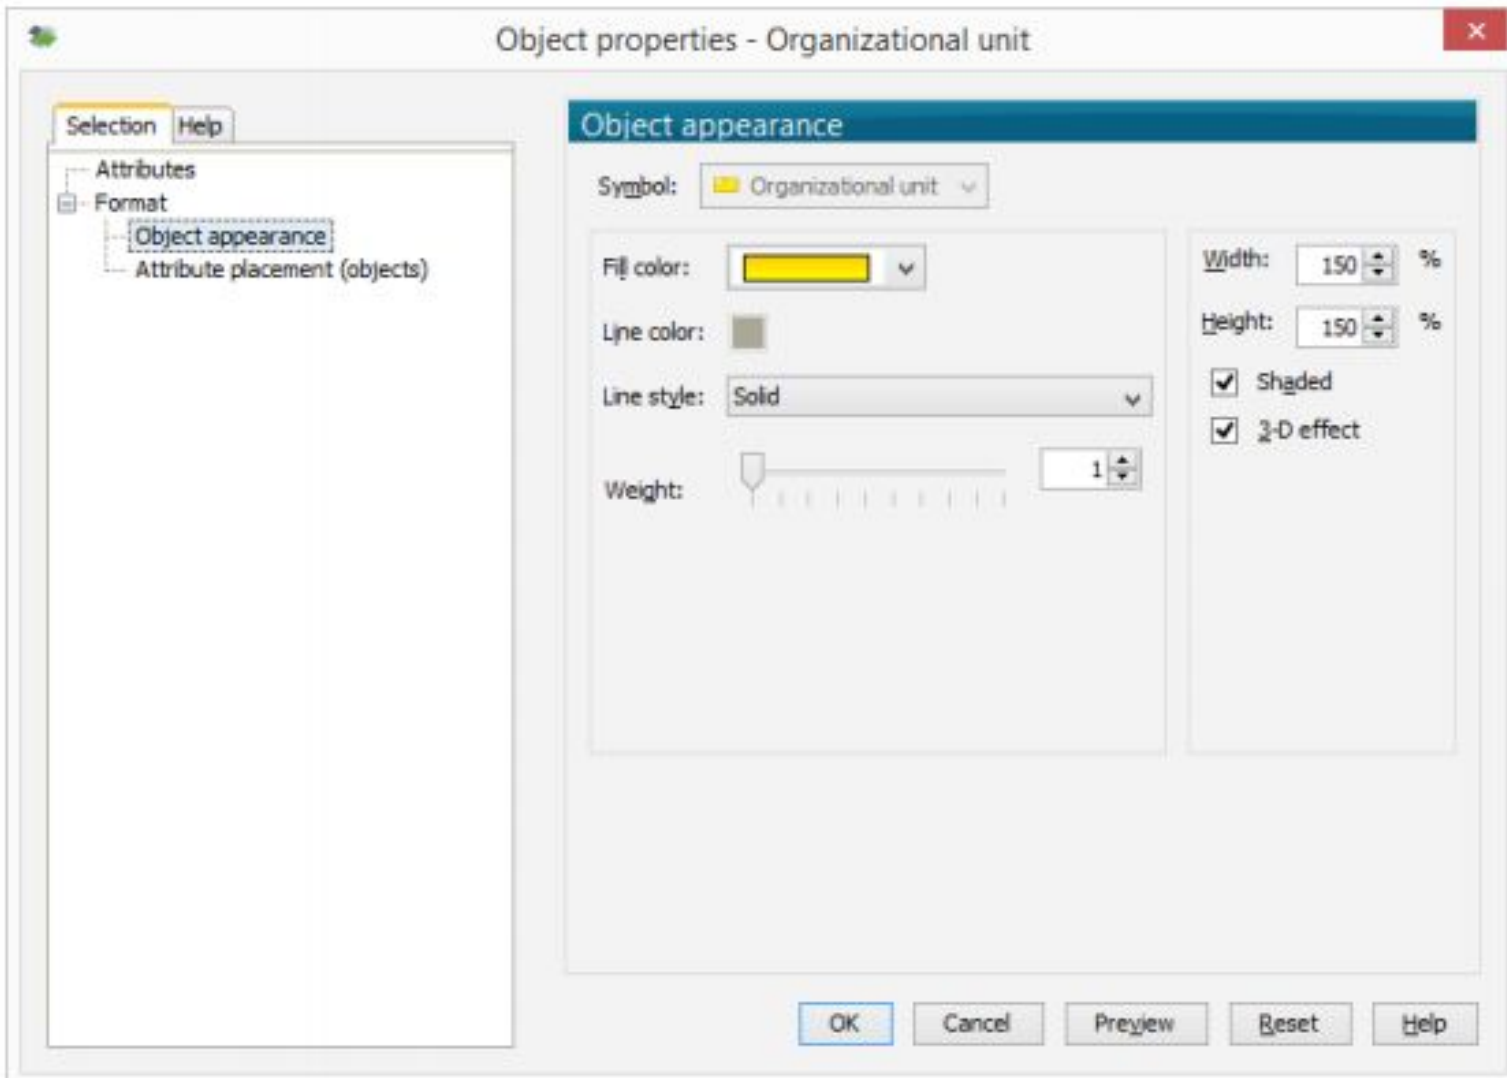 Object properties - Organizational unit
Selection Help
Attributes
Format
Object appearance
Attribute placement (objects)
Object appearance
Symbol: Organizational unit
Fill color:
Line color:
Line style: Solid
Weight: 1
Width: 150 %
Height: 150 %
Shaded
3-D effect
OK Cancel Preview Reset Help